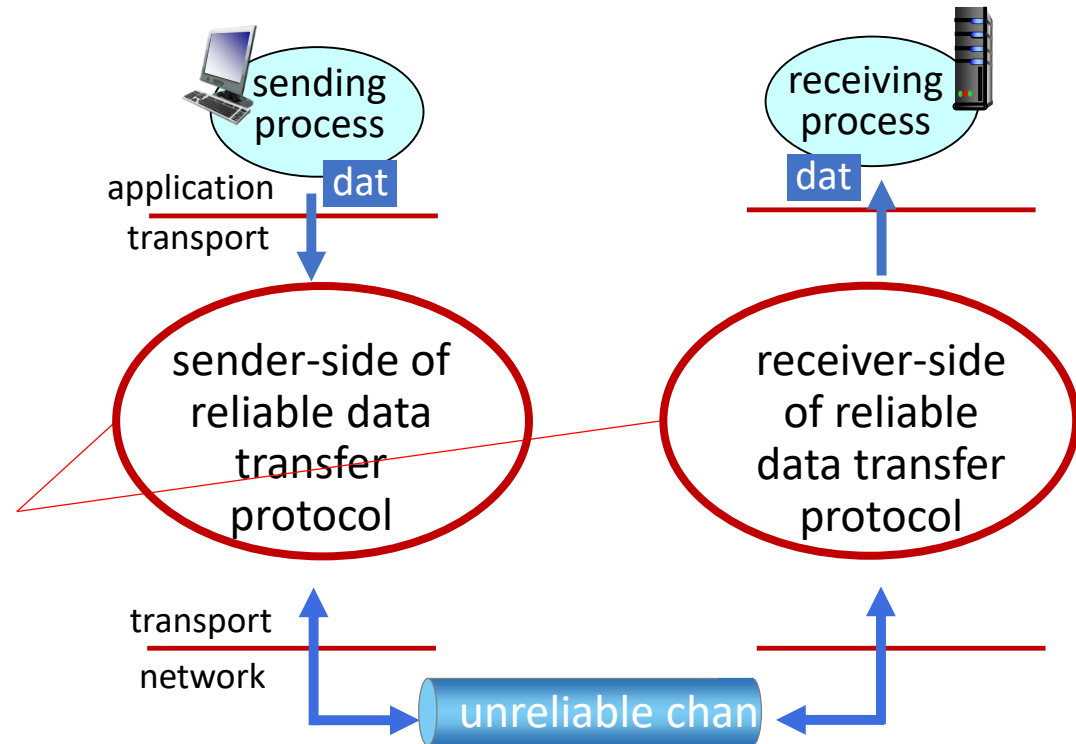 sending
process
receiving
process
dat
dat
application
transport
sender-side of
reliable data
transfer
protocol
receiver-side
of reliable
data transfer
protocol
transport
network
unreliable chan